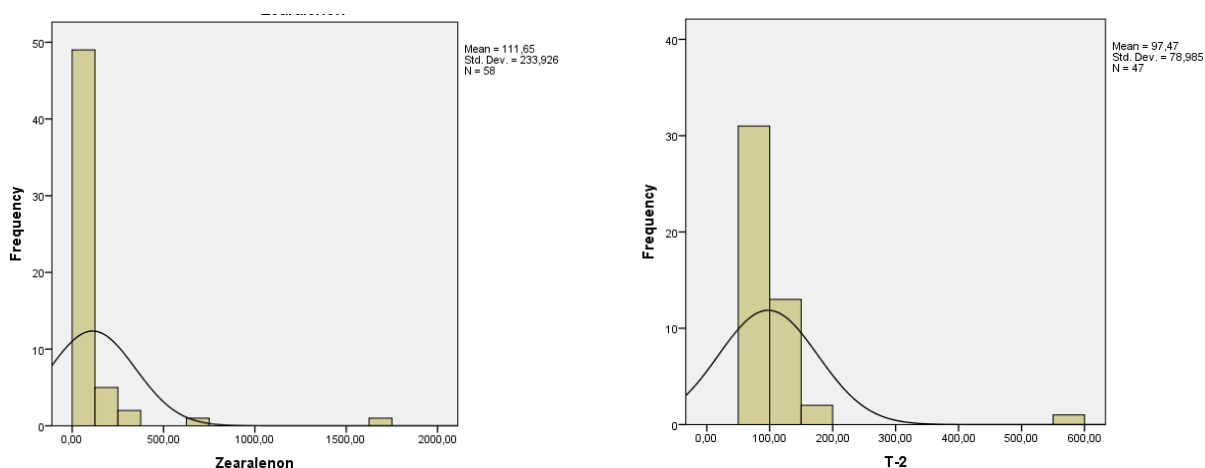 Zearalenon
Mean = 111,65
Std. Dev. = 233,926
N = 58
50
40
30
20
10
0
Frequency
0,00 500,00 1000,00 1500,00 2000,00
Zearalenon
Mean = 97,47
Std. Dev. = 78,985
N = 47
40
30
20
10
0
Frequency
0,00 100,00 200,00 300,00 400,00 500,00 600,00
T-2